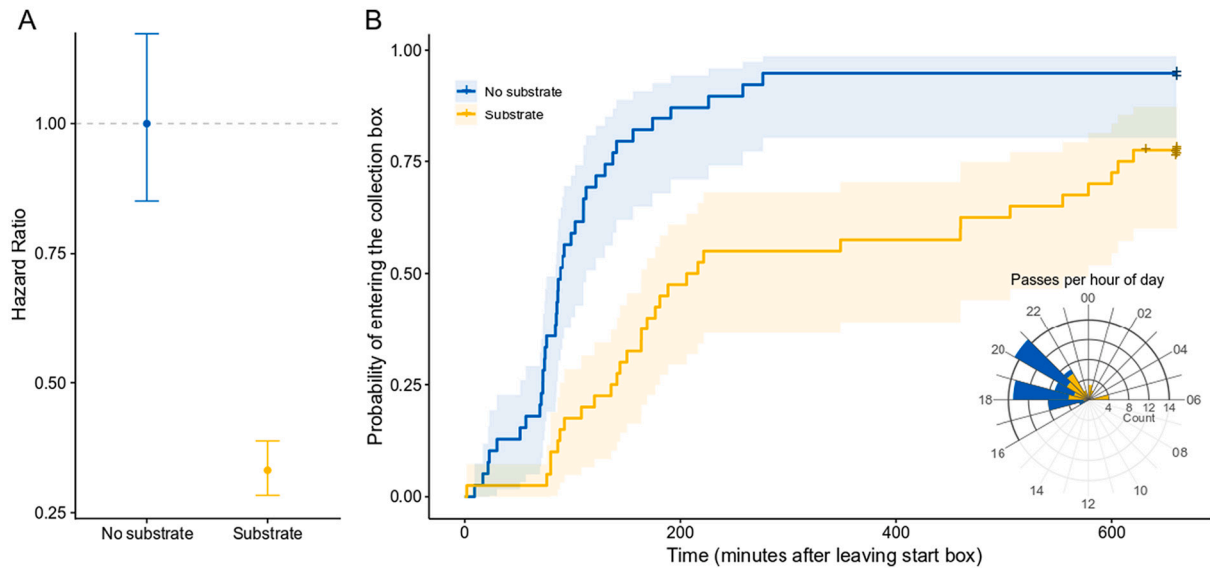 A
B
Hazard Ratio
1.00
0.75
0.50
0.25
No substrate
Substrate
Probability of entering the collection box
1.00
0.75
0.50
0.25
0.00
No substrate
Substrate
0
200
400
600
Time (minutes after leaving start box)
Passes per hour of day
00
02
04
06
08
10
12
14
16
18
20
22
4 8 12 14
Count